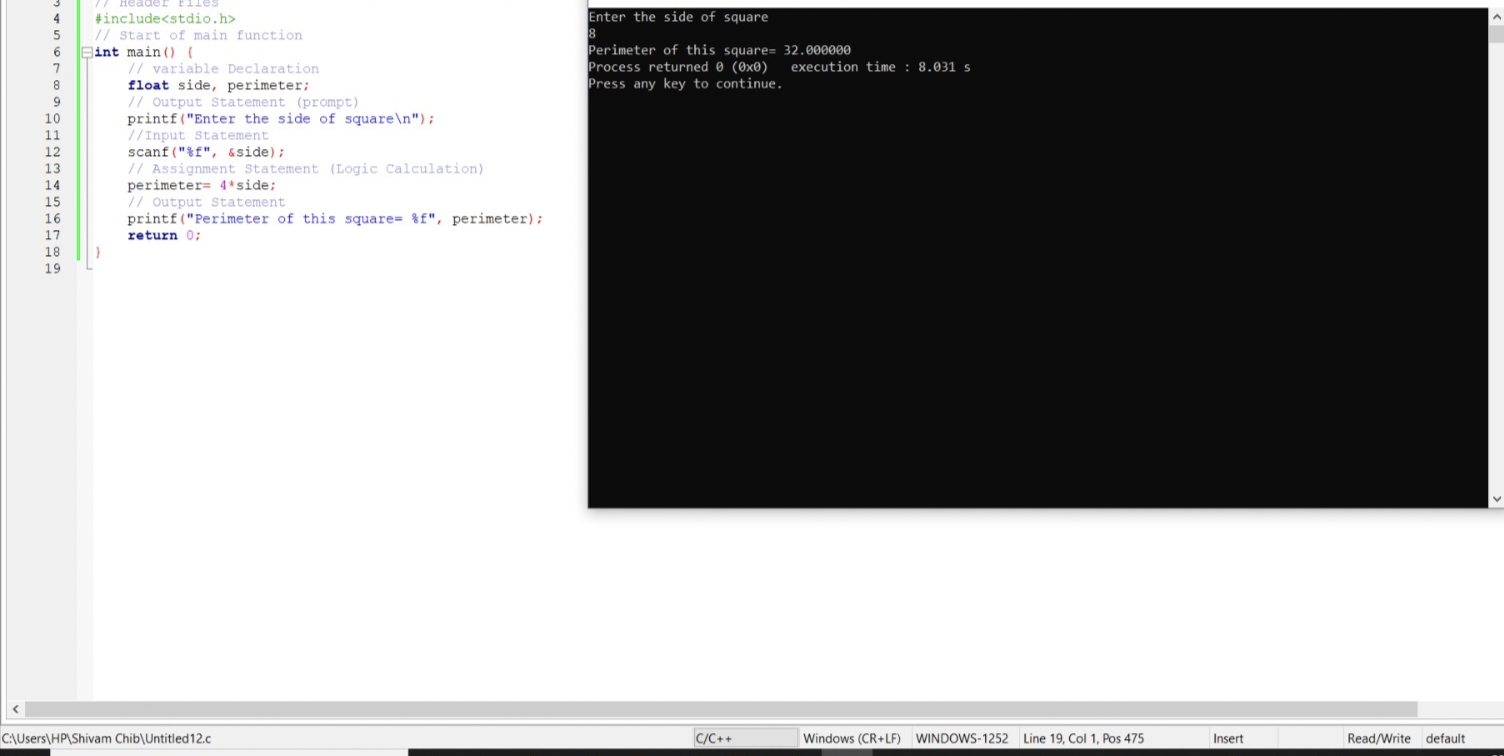 3 // Header Files
4 #include<stdio.h>
5 // Start of main function
6 int main() {
7 // variable Declaration
8 float side, perimeter;
9 // Output Statement (prompt)
10 printf("Enter the side of square\n");
11 //Input Statement
12 scanf("%f", &side);
13 // Assignment Statement (Logic Calculation)
14 perimeter= 4*side;
15 // Output Statement
16 printf("Perimeter of this square= %f", perimeter);
17 return 0;
18 }
19
Enter the side of square
8
Perimeter of this square= 32.000000
Process returned 0 (0x0)   execution time : 8.031 s
Press any key to continue.
C:\Users\HP\Shivam Chib\Untitled12.c C/C++ Windows (CR+LF) WINDOWS-1252 Line 19, Col 1, Pos 475 Insert Read/Write default